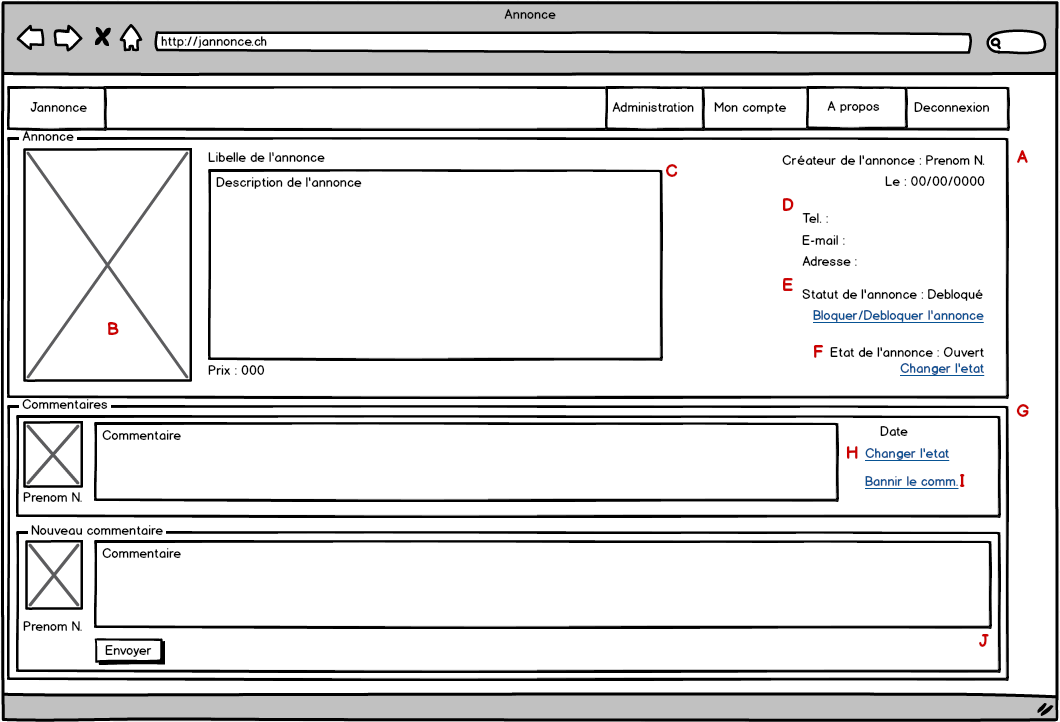 Annonce
http://jannonce.ch
Jannonce
Administration
Mon compte
A propos
Deconnexion
Annonce
A
B
Libelle de l'annonce
C
Description de l'annonce
Prix : 000
Créateur de l'annonce : Prenom N.
Le : 00/00/0000
D
Tel. :
E-mail :
Adresse :
E
Statut de l'annonce : Debloqué
Bloquer/Debloquer l'annonce
F Etat de l'annonce : Ouvert
Changer l'etat
Commentaires
G
Prenom N.
Commentaire
Date
H Changer l'etat
Bannir le comm. I
Nouveau commentaire
Prenom N.
Commentaire
J
Envoyer